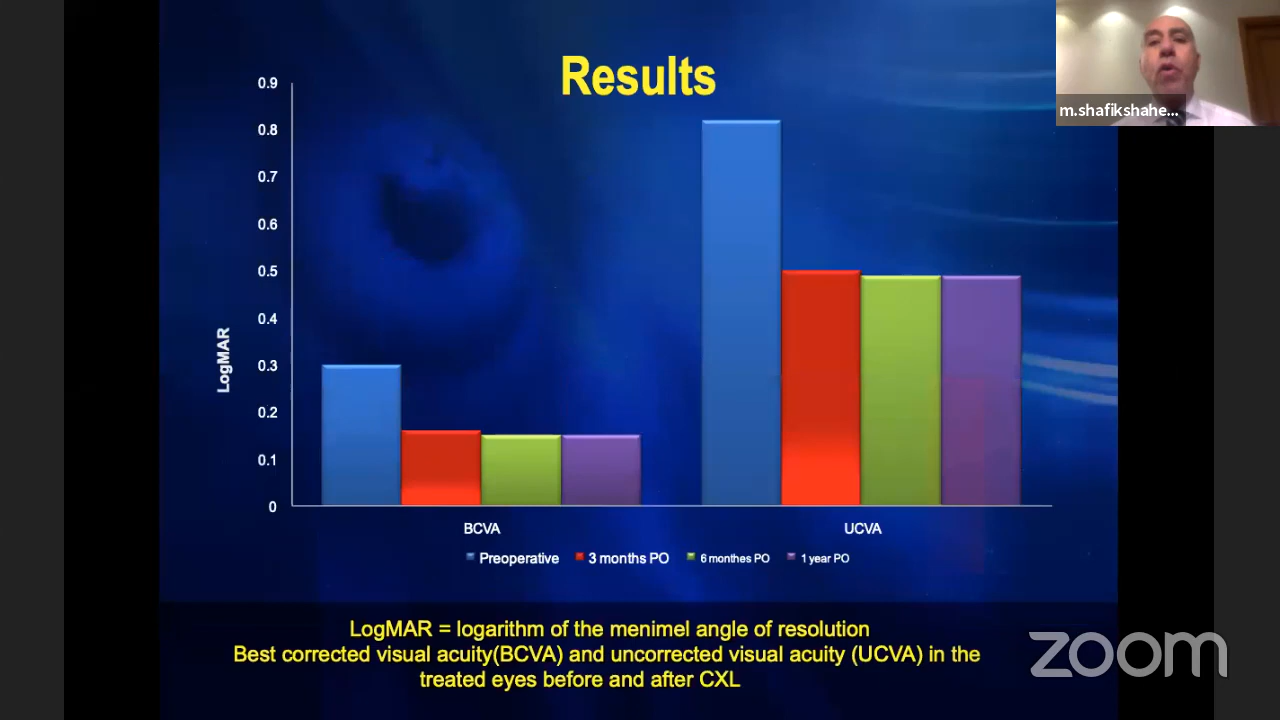 Results
m.shafikshahe...
0.9
0.8
0.7
0.6
0.5
0.4
0.3
0.2
0.1
0
LogMAR
BCVA
UCVA
Preoperative
3 months PO
6 monthes PO
1 year PO
LogMAR = logarithm of the menimel angle of resolution
Best corrected visual acuity(BCVA) and uncorrected visual acuity (UCVA) in the
treated eyes before and after CXL
zoom